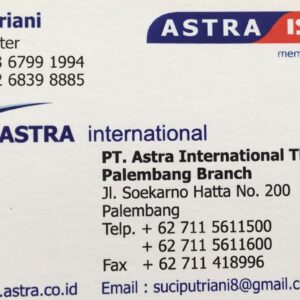 riani
ASTRA IS
ter
mem
6799 1994
2 6839 8885
ASTRA international
PT. Astra International T
Palembang Branch
Jl. Soekarno Hatta No. 200
Palembang
Telp. + 62 711 5611500
+ 62 711 5611600
Fax + 62 711 418996
.astra.co.id
Email : suciputriani8@gmail.c